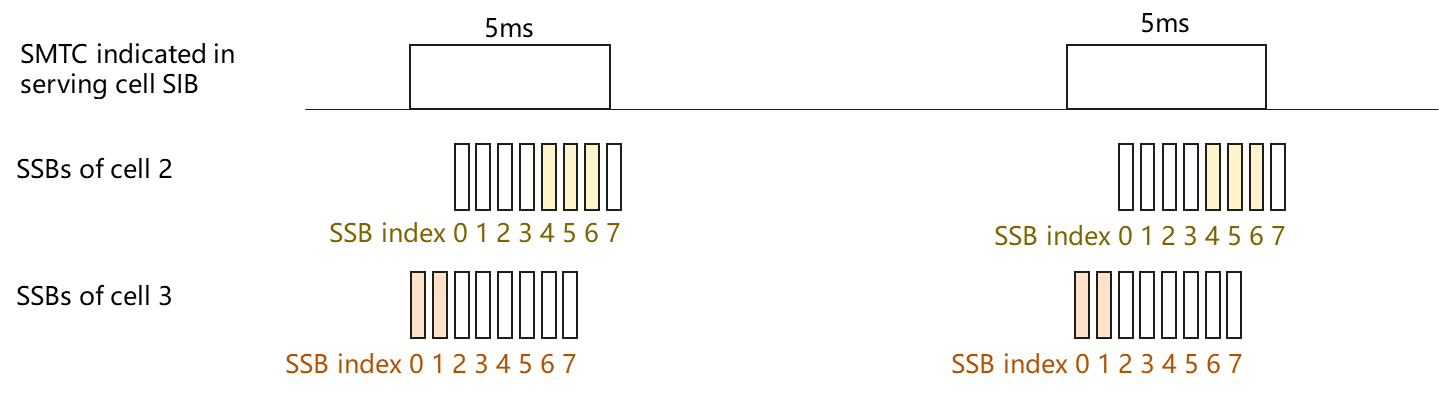 5ms
5ms
SMTC indicated in
serving cell SIB
SSBs of cell 2
SSB index 0 1 2 3 4 5 6 7
SSB index 0 1 2 3 4 5 6 7
SSBs of cell 3
SSB index 0 1 2 3 4 5 6 7
SSB index 0 1 2 3 4 5 6 7